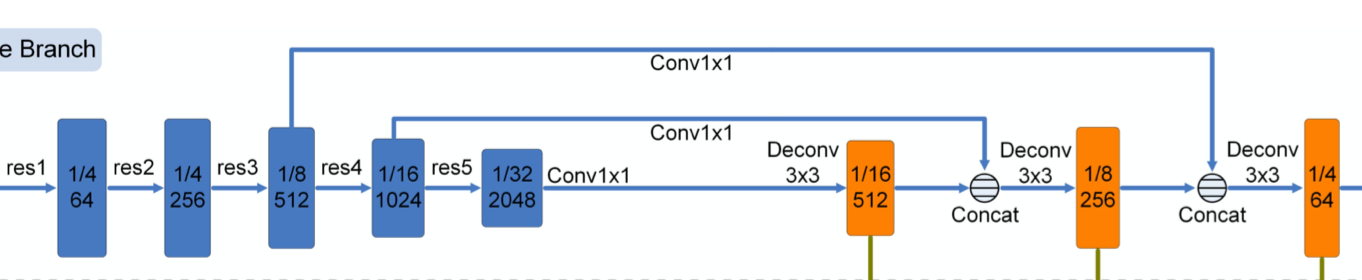 e Branch
Conv1x1
Conv1x1
res1
1/4
64
res2
1/4
256
res3
1/8
512
res4
1/16
1024
res5
1/32
2048
Conv1x1
Deconv
3x3
1/16
512
Concat
Deconv
3x3
1/8
256
Concat
Deconv
3x3
1/4
64